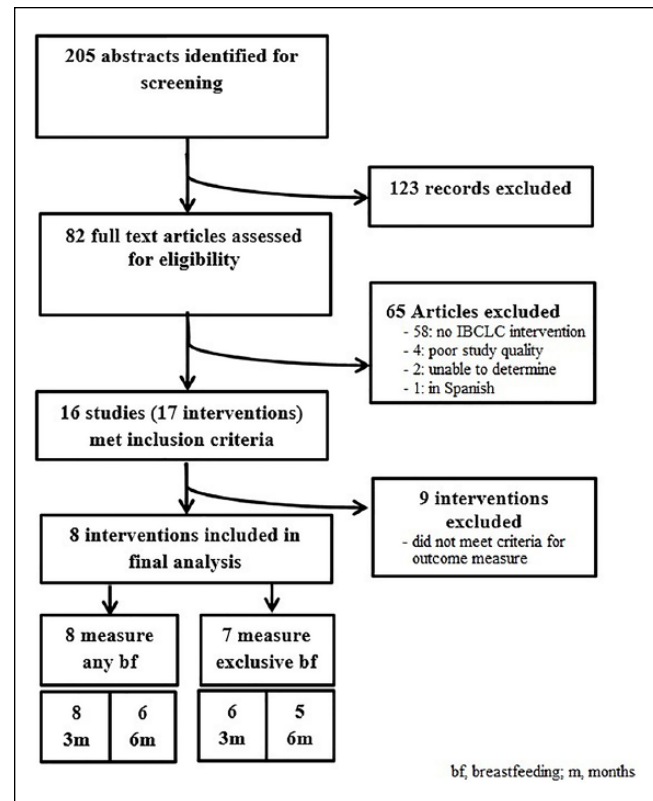 205 abstracts identified for
screening
123 records excluded
82 full text articles assessed
for eligibility
65 Articles excluded
- 58: no IBCLC intervention
- 4: poor study quality
- 2: unable to determine
- 1: in Spanish
16 studies (17 interventions)
met inclusion criteria
9 interventions
excluded
- did not meet criteria for
outcome measure
8 interventions included in
final analysis
8 measure
any bf
7 measure
exclusive bf
8
3m
6
6m
6
3m
5
6m
bf, breastfeeding; m, months